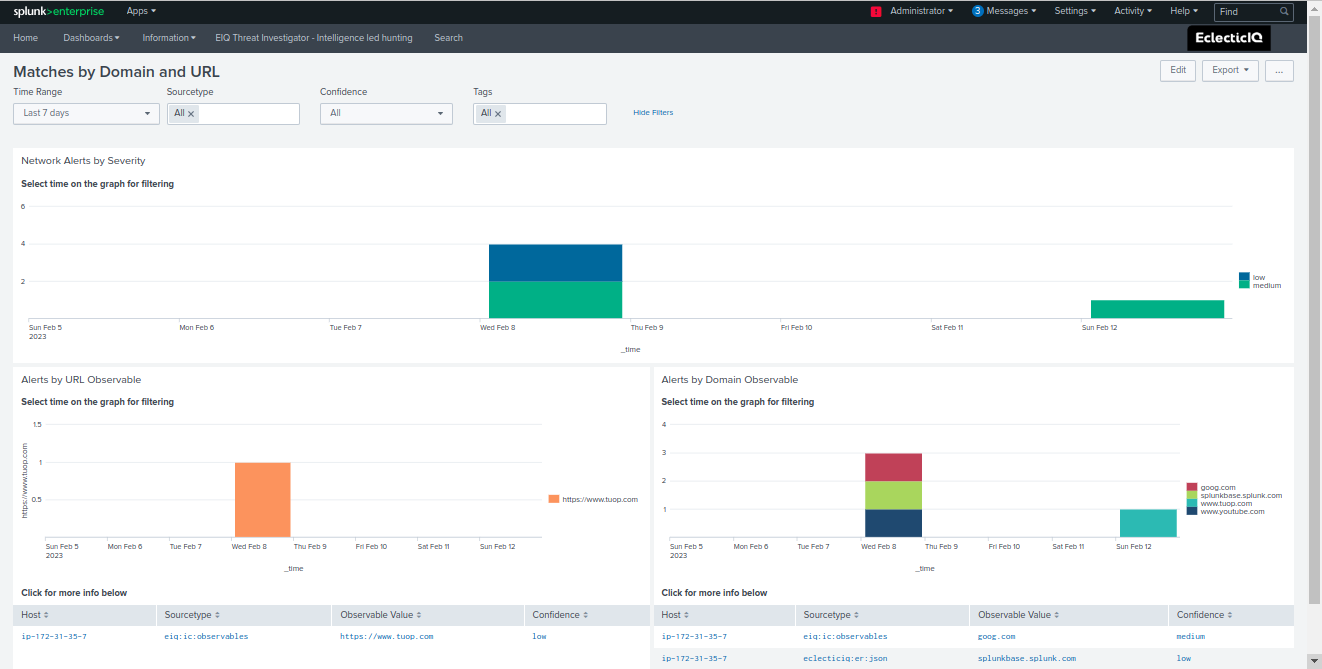 splunk>enterprise Apps ! Administrator 3 Messages Settings Activity Help Find
Home Dashboards Information EIQ Threat Investigator - Intelligence led hunting Search EclecticIQ
Matches by Domain and URL Edit Export ...
Time Range Sourcetype Confidence Tags
Last 7 days All × All All × Hide Filters
Network Alerts by Severity
Select time on the graph for filtering
6
4
2
low
medium
Sun Feb 5 Mon Feb 6 Tue Feb 7 Wed Feb 8 Thu Feb 9 Fri Feb 10 Sat Feb 11 Sun Feb 12
2023
_time
Alerts by URL Observable
Select time on the graph for filtering
https://www.tuop.com
1.5
1
0.5
https://www.tuop.com
Sun Feb 5 Mon Feb 6 Tue Feb 7 Wed Feb 8 Thu Feb 9 Fri Feb 10 Sat Feb 11 Sun Feb 12
2023
_time
Click for more info below
Host Sourcetype Observable Value Confidence
ip-172-31-35-7 eiq:ic:observables https://www.tuop.com low
Alerts by Domain Observable
Select time on the graph for filtering
4
3
2
1
goog.com
splunkbase.splunk.com
www.tuop.com
www.youtube.com
Sun Feb 5 Mon Feb 6 Tue Feb 7 Wed Feb 8 Thu Feb 9 Fri Feb 10 Sat Feb 11 Sun Feb 12
2023
_time
Click for more info below
Host Sourcetype Observable Value Confidence
ip-172-31-35-7 eiq:ic:observables goog.com medium
ip-172-31-35-7 eclecticiq:er:json splunkbase.splunk.com low